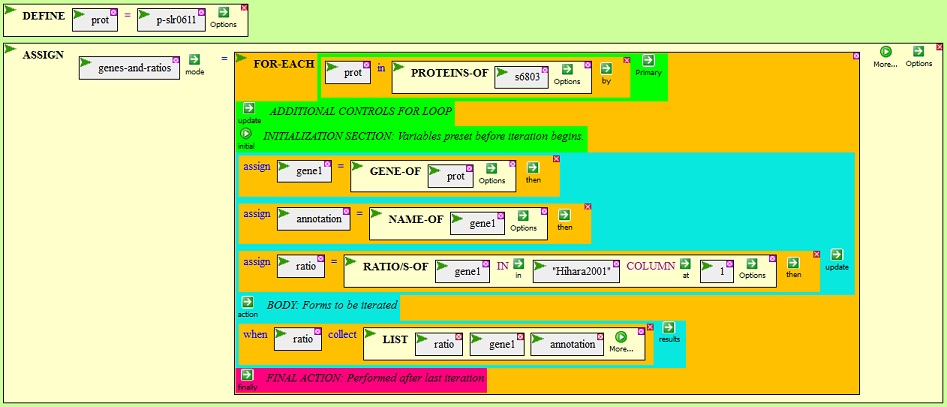 DEFINE prot = p-slr0611 Options
ASSIGN genes-and-ratios mode = FOR-EACH prot in PROTEINS-OF s6803 Options by Primary More... Options
update ADDITIONAL CONTROLS FOR LOOP
initial INITIALIZATION SECTION: Variables preset before iteration begins.
assign gene1 = GENE-OF prot Options then
assign annotation = NAME-OF gene1 Options then
assign ratio = RATIO/S-OF gene1 IN in "Hihara2001" COLUMN at 1 Options then update
action BODY: Forms to be iterated
when ratio collect LIST ratio gene1 annotation More... results
finally FINAL ACTION: Performed after last iteration